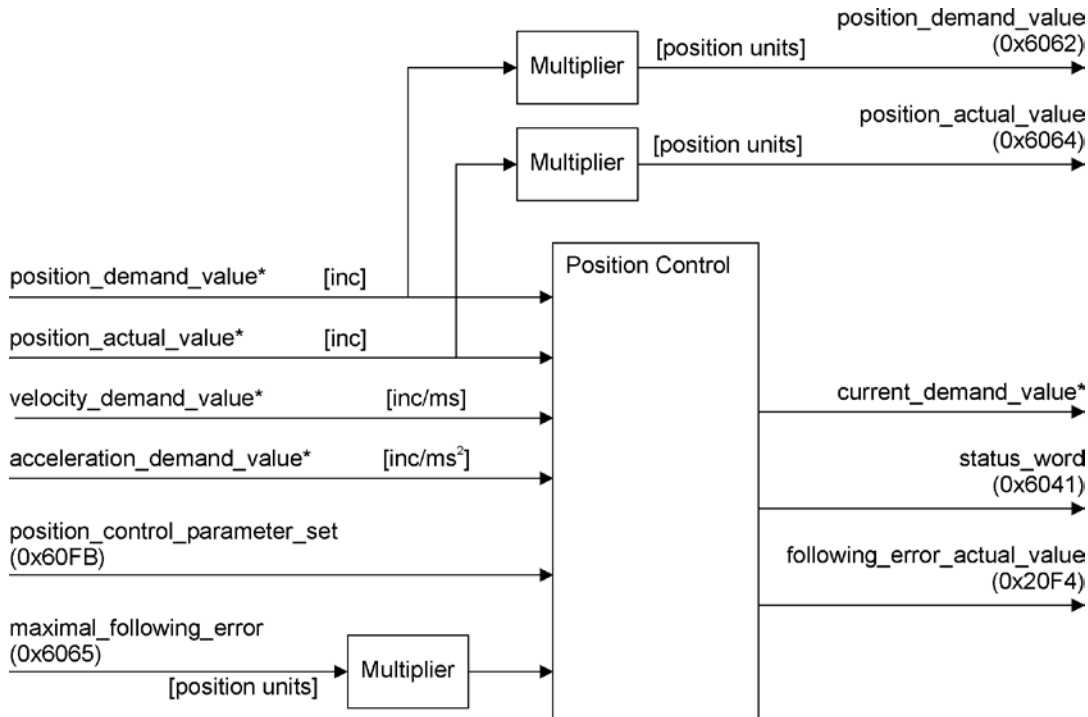 position_demand_value
(0x6062)
Multiplier
[position units]
position_actual_value
(0x6064)
Multiplier
[position units]
Position Control
position_demand_value* [inc]
position_actual_value* [inc]
velocity_demand_value* [inc/ms]
acceleration_demand_value* [inc/ms²]
position_control_parameter_set
(0x60FB)
maximal_following_error
(0x6065)
[position units]
Multiplier
current_demand_value*
status_word
(0x6041)
following_error_actual_value
(0x20F4)